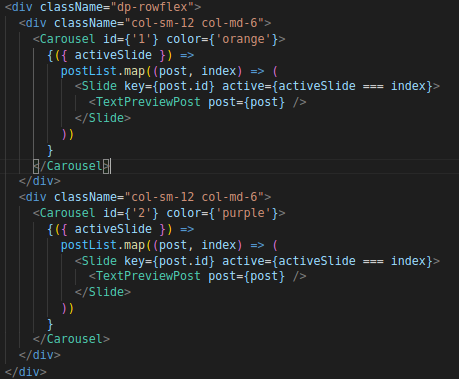 <div className="dp-rowflex">
  <div className="col-sm-12 col-md-6">
    <Carousel id={'1'} color={'orange'}>
      {({ activeSlide }) =>
        postList.map((post, index) => (
          <Slide key={post.id} active={activeSlide === index}>
            <TextPreviewPost post={post} />
          </Slide>
        ))
      }
    </Carousel>
  </div>
  <div className="col-sm-12 col-md-6">
    <Carousel id={'2'} color={'purple'}>
      {({ activeSlide }) =>
        postList.map((post, index) => (
          <Slide key={post.id} active={activeSlide === index}>
            <TextPreviewPost post={post} />
          </Slide>
        ))
      }
    </Carousel>
  </div>
</div>